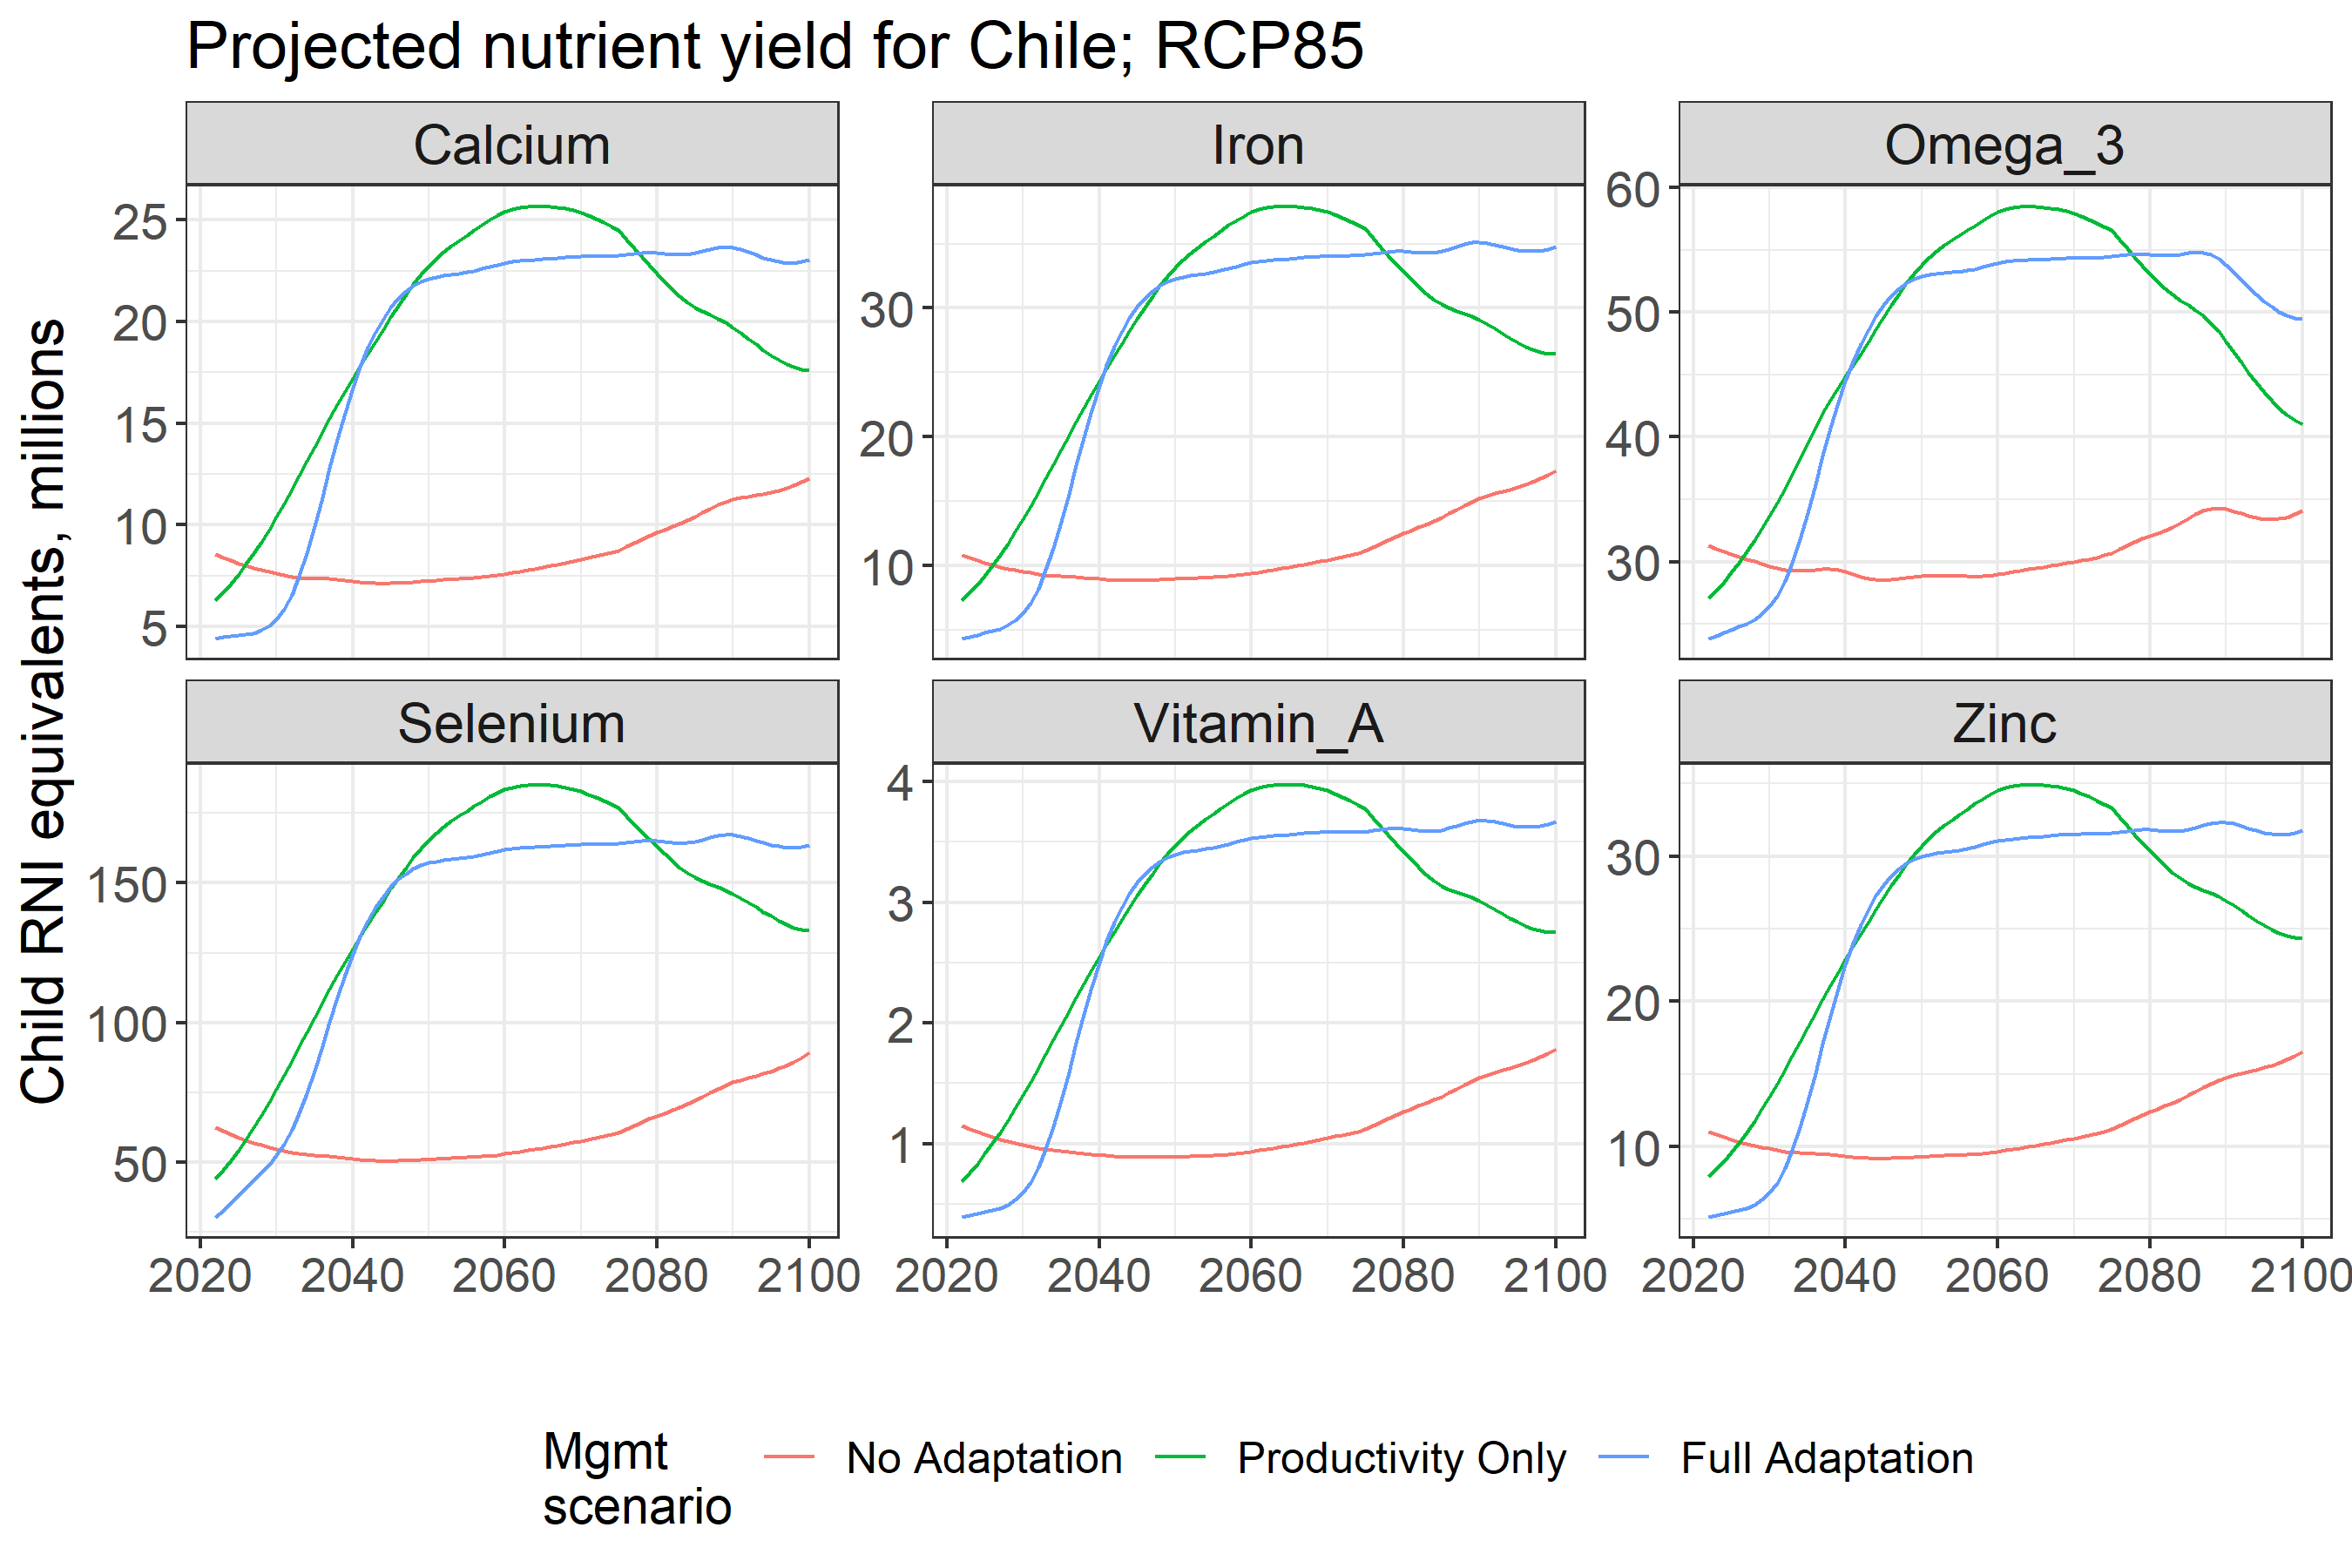 Projected nutrient yield for Chile; RCP85
Child RNI equivalents, millions
Calcium
25
20
15
10
5
Iron
30
20
10
Omega_3
60
50
40
30
Selenium
150
100
50
2020 2040 2060 2080 2100
Vitamin_A
4
3
2
1
2020 2040 2060 2080 2100
Zinc
30
20
10
2020 2040 2060 2080 2100
Mgmt
scenario
No Adaptation Productivity Only Full Adaptation